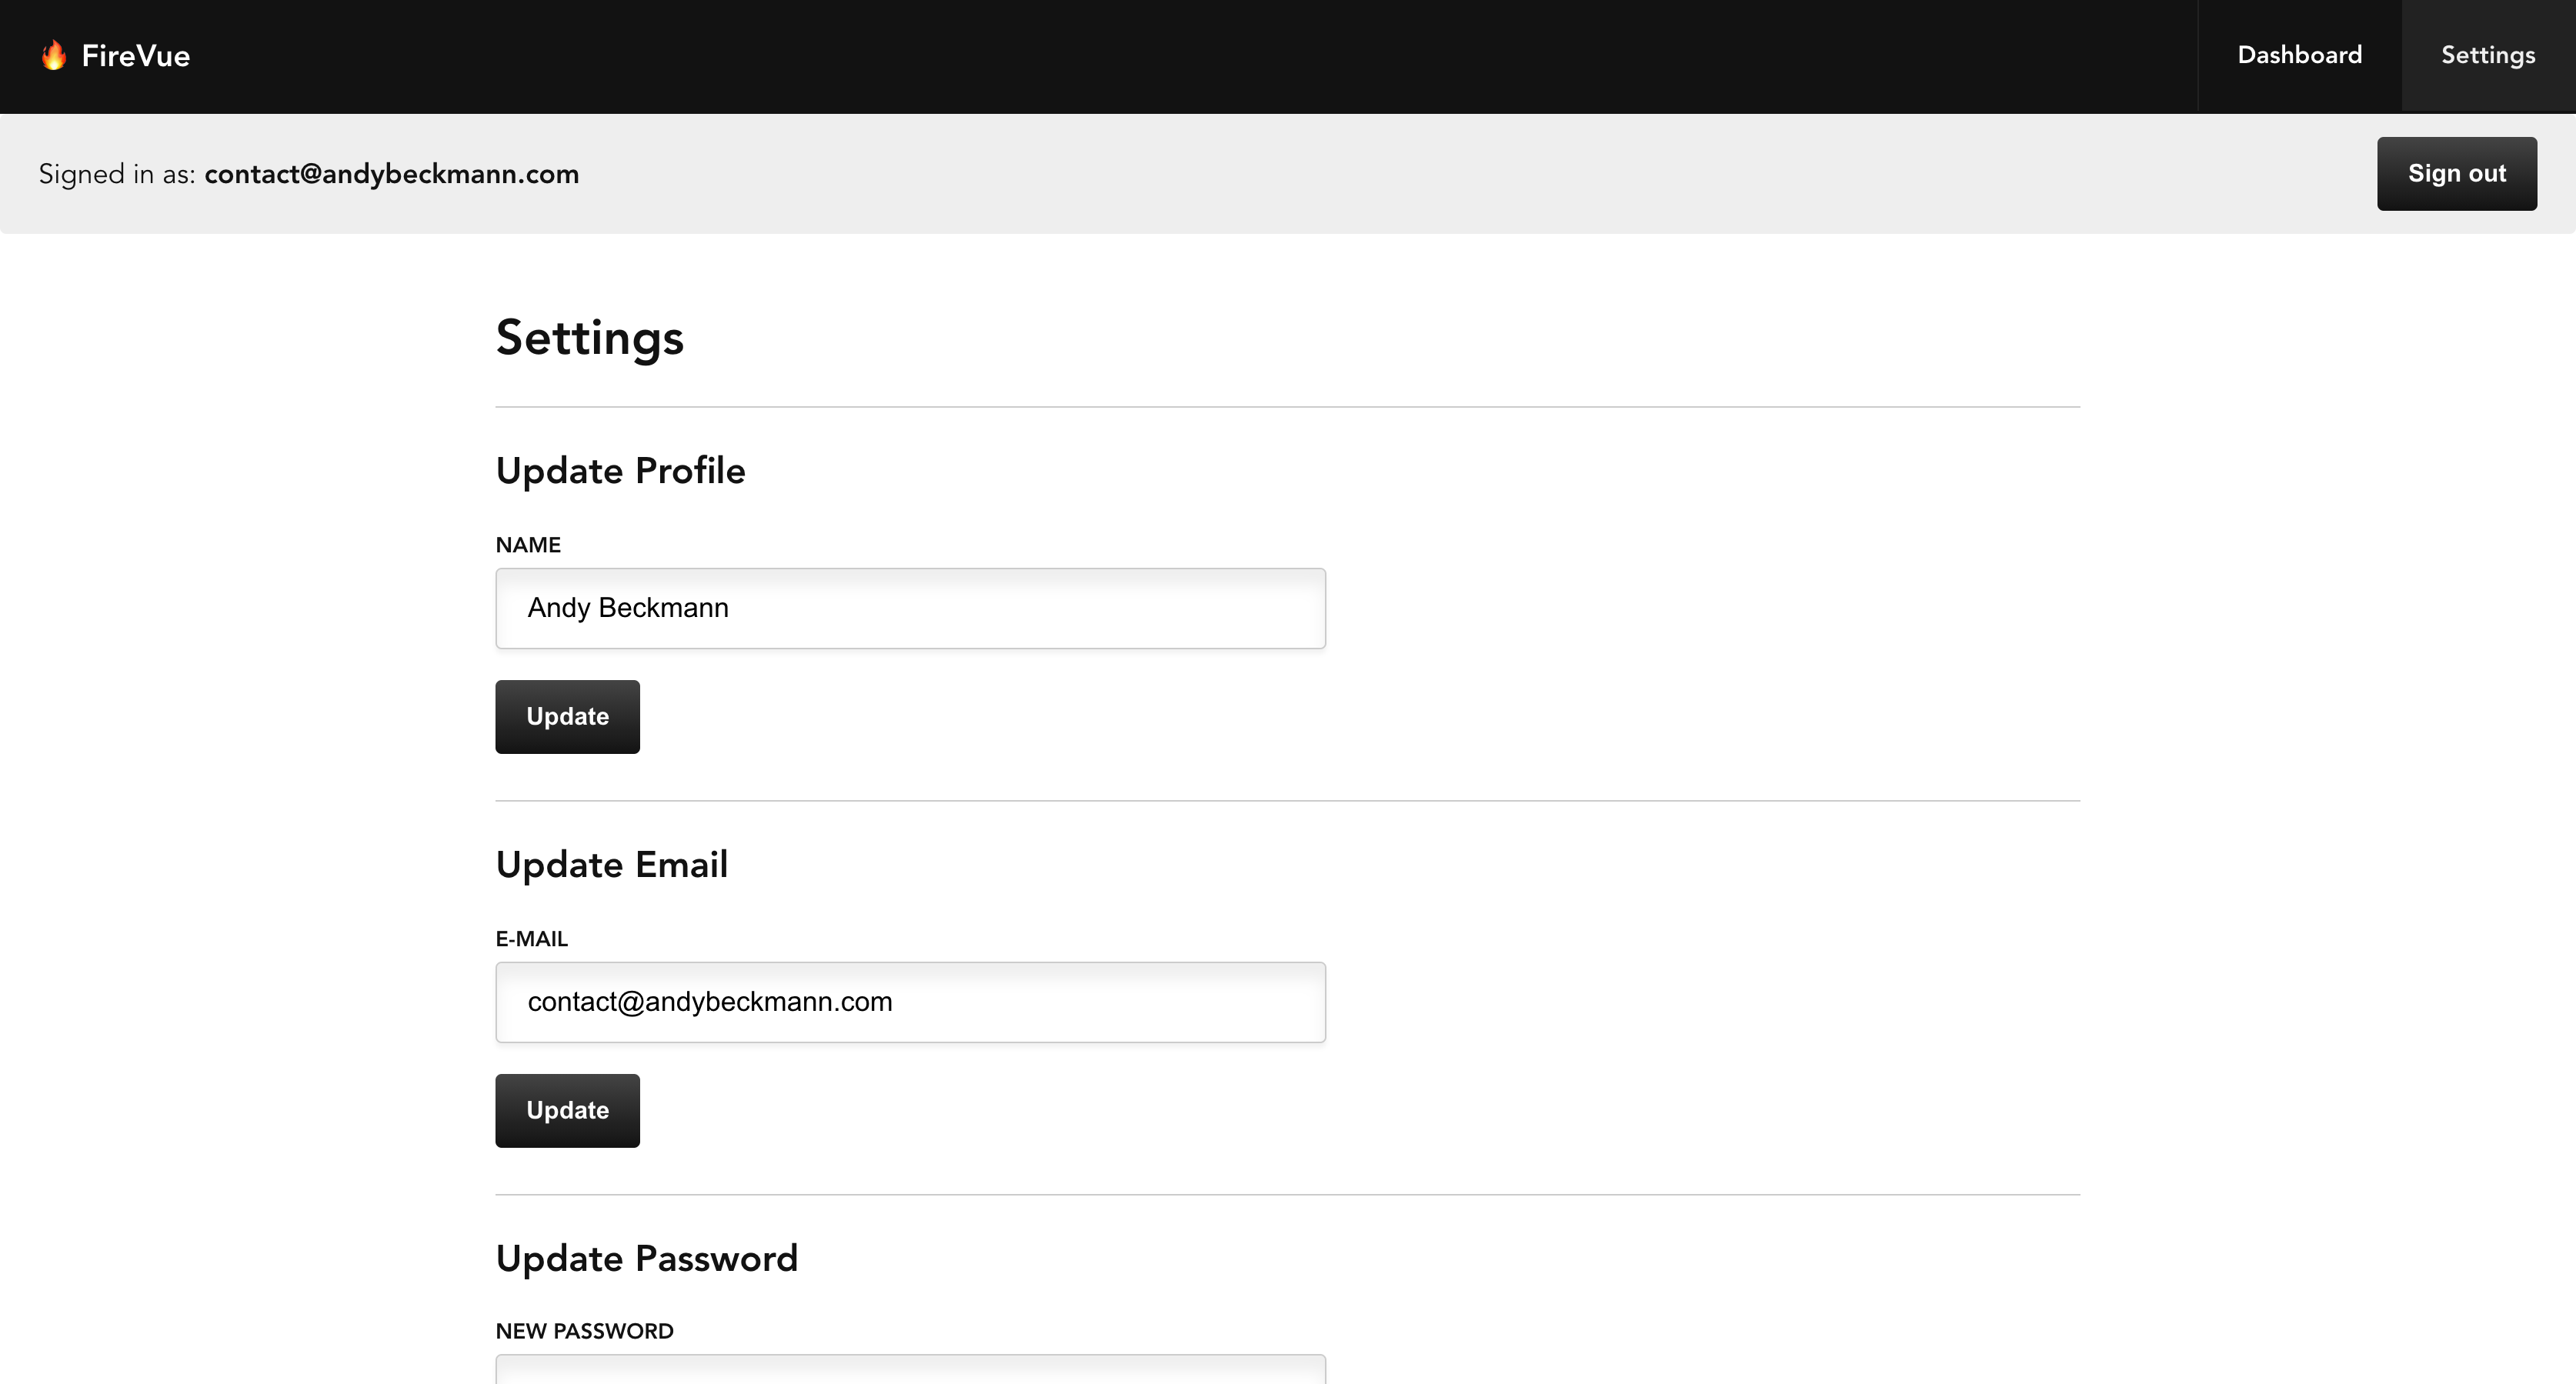 FireVue
Dashboard
Settings
Signed in as: contact@andybeckmann.com
Sign out
Settings
Update Profile
NAME
Andy Beckmann
Update
Update Email
E-MAIL
contact@andybeckmann.com
Update
Update Password
NEW PASSWORD